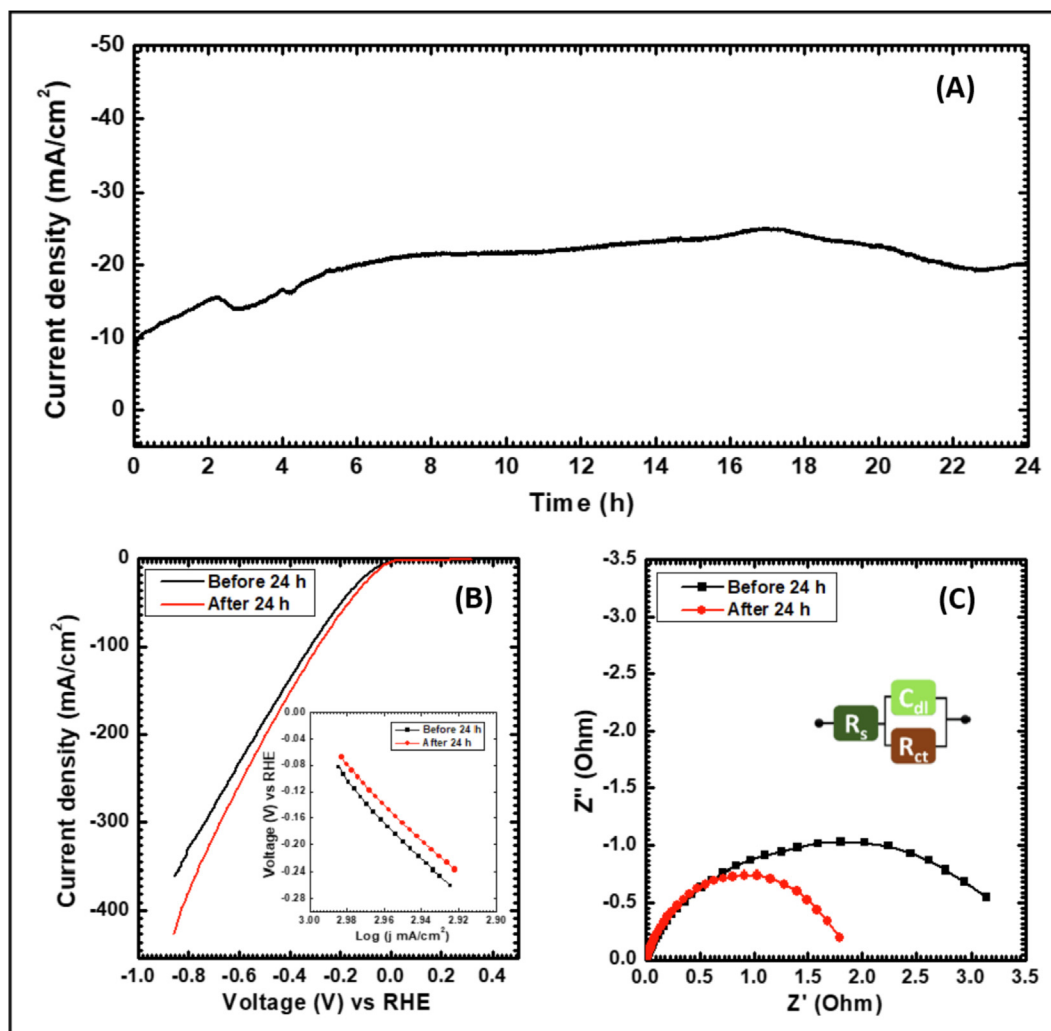 (A)
Current density (mA/cm²)
-50
-40
-30
-20
-10
0
0 2 4 6 8 10 12 14 16 18 20 22 24
Time (h)
(B)
Before 24 h
After 24 h
Current density (mA/cm²)
0
-100
-200
-300
-400
-1.0 -0.8 -0.6 -0.4 -0.2 0.0 0.2 0.4
Voltage (V) vs RHE
Before 24 h
After 24 h
Voltage (V) vs RHE
0.00
-0.04
-0.08
-0.12
-0.16
-0.20
-0.24
-0.28
3.00 2.98 2.96 2.94 2.92 2.90
Log (j mA/cm²)
(C)
Before 24 h
After 24 h
Z'' (Ohm)
-3.5
-3.0
-2.5
-2.0
-1.5
-1.0
-0.5
0.0
Rs
Cdl
Rct
0.0 0.5 1.0 1.5 2.0 2.5 3.0 3.5
Z' (Ohm)